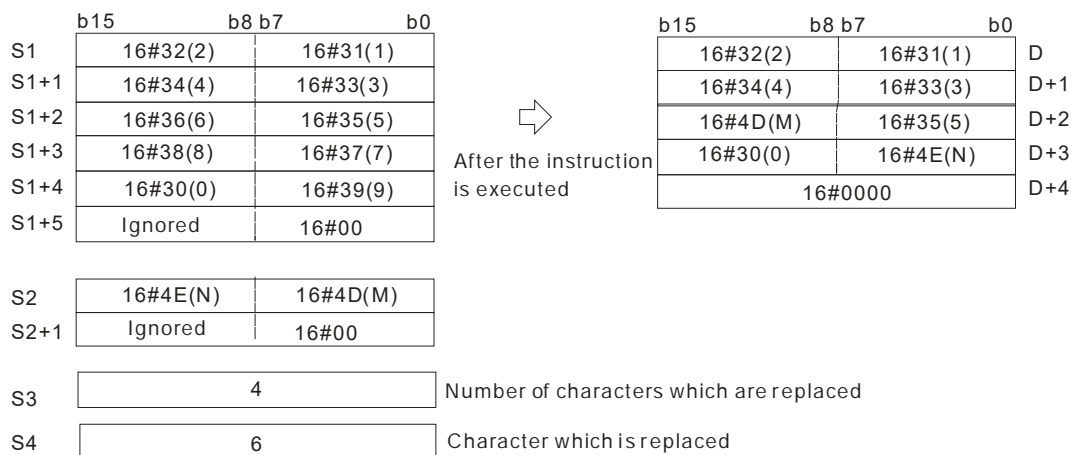 b15 b8 b7 b0
S1 16#32(2) 16#31(1)
S1+1 16#34(4) 16#33(3)
S1+2 16#36(6) 16#35(5)
S1+3 16#38(8) 16#37(7)
S1+4 16#30(0) 16#39(9)
S1+5 Ignored 16#00
After the instruction
is executed
b15 b8 b7 b0
16#32(2) 16#31(1) D
16#34(4) 16#33(3) D+1
16#4D(M) 16#35(5) D+2
16#30(0) 16#4E(N) D+3
16#0000 D+4
S2 16#4E(N) 16#4D(M)
S2+1 Ignored 16#00
S3 4 Number of characters which are replaced
S4 6 Character which is replaced